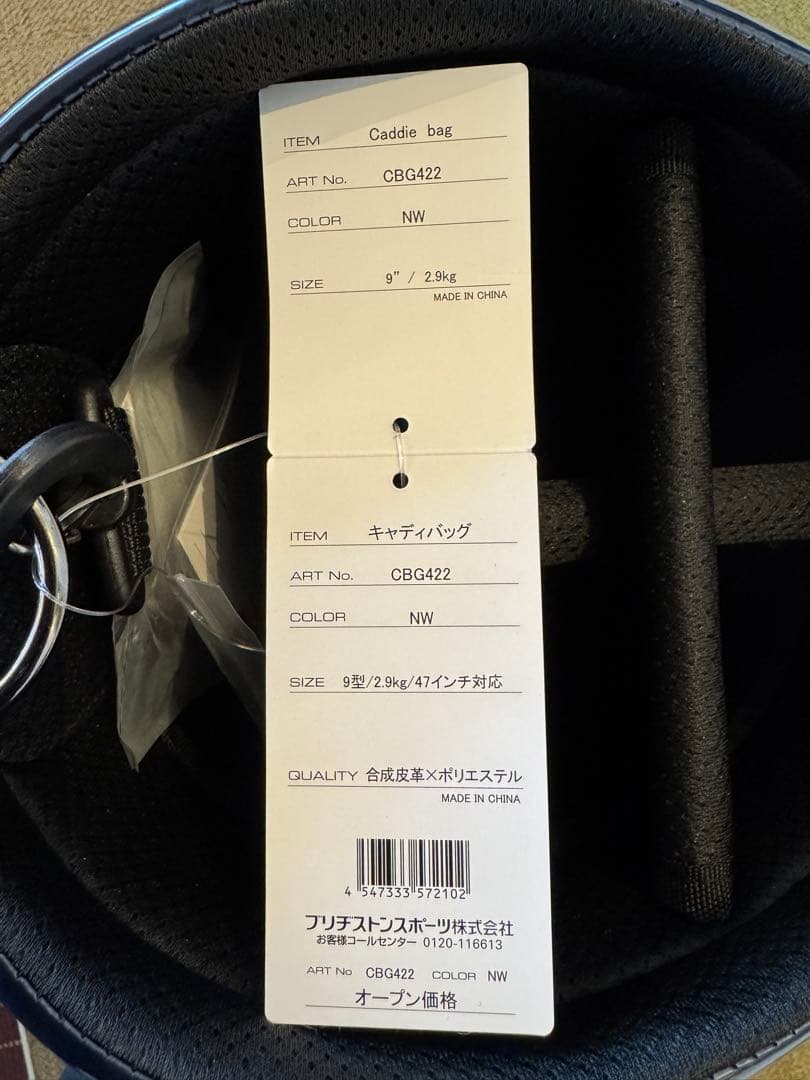 ITEM Caddie bag
ART No. CBG422
COLOR NW
SIZE 9” / 2.9kg
MADE IN CHINA
ITEM キャディバッグ
ART No. CBG422
COLOR NW
SIZE 9型/2.9kg/47インチ対応
QUALITY 合成皮革×ポリエステル
MADE IN CHINA
4 547333 572102
ブリヂストンスポーツ株式会社
お客様コールセンター 0120-116613
ART No CBG422 COLOR NW
オープン価格